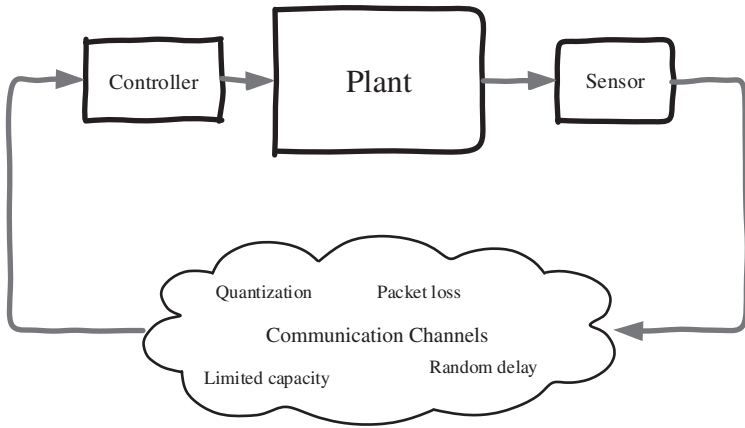 Controller
Plant
Sensor
Quantization
Packet loss
Communication Channels
Limited capacity
Random delay